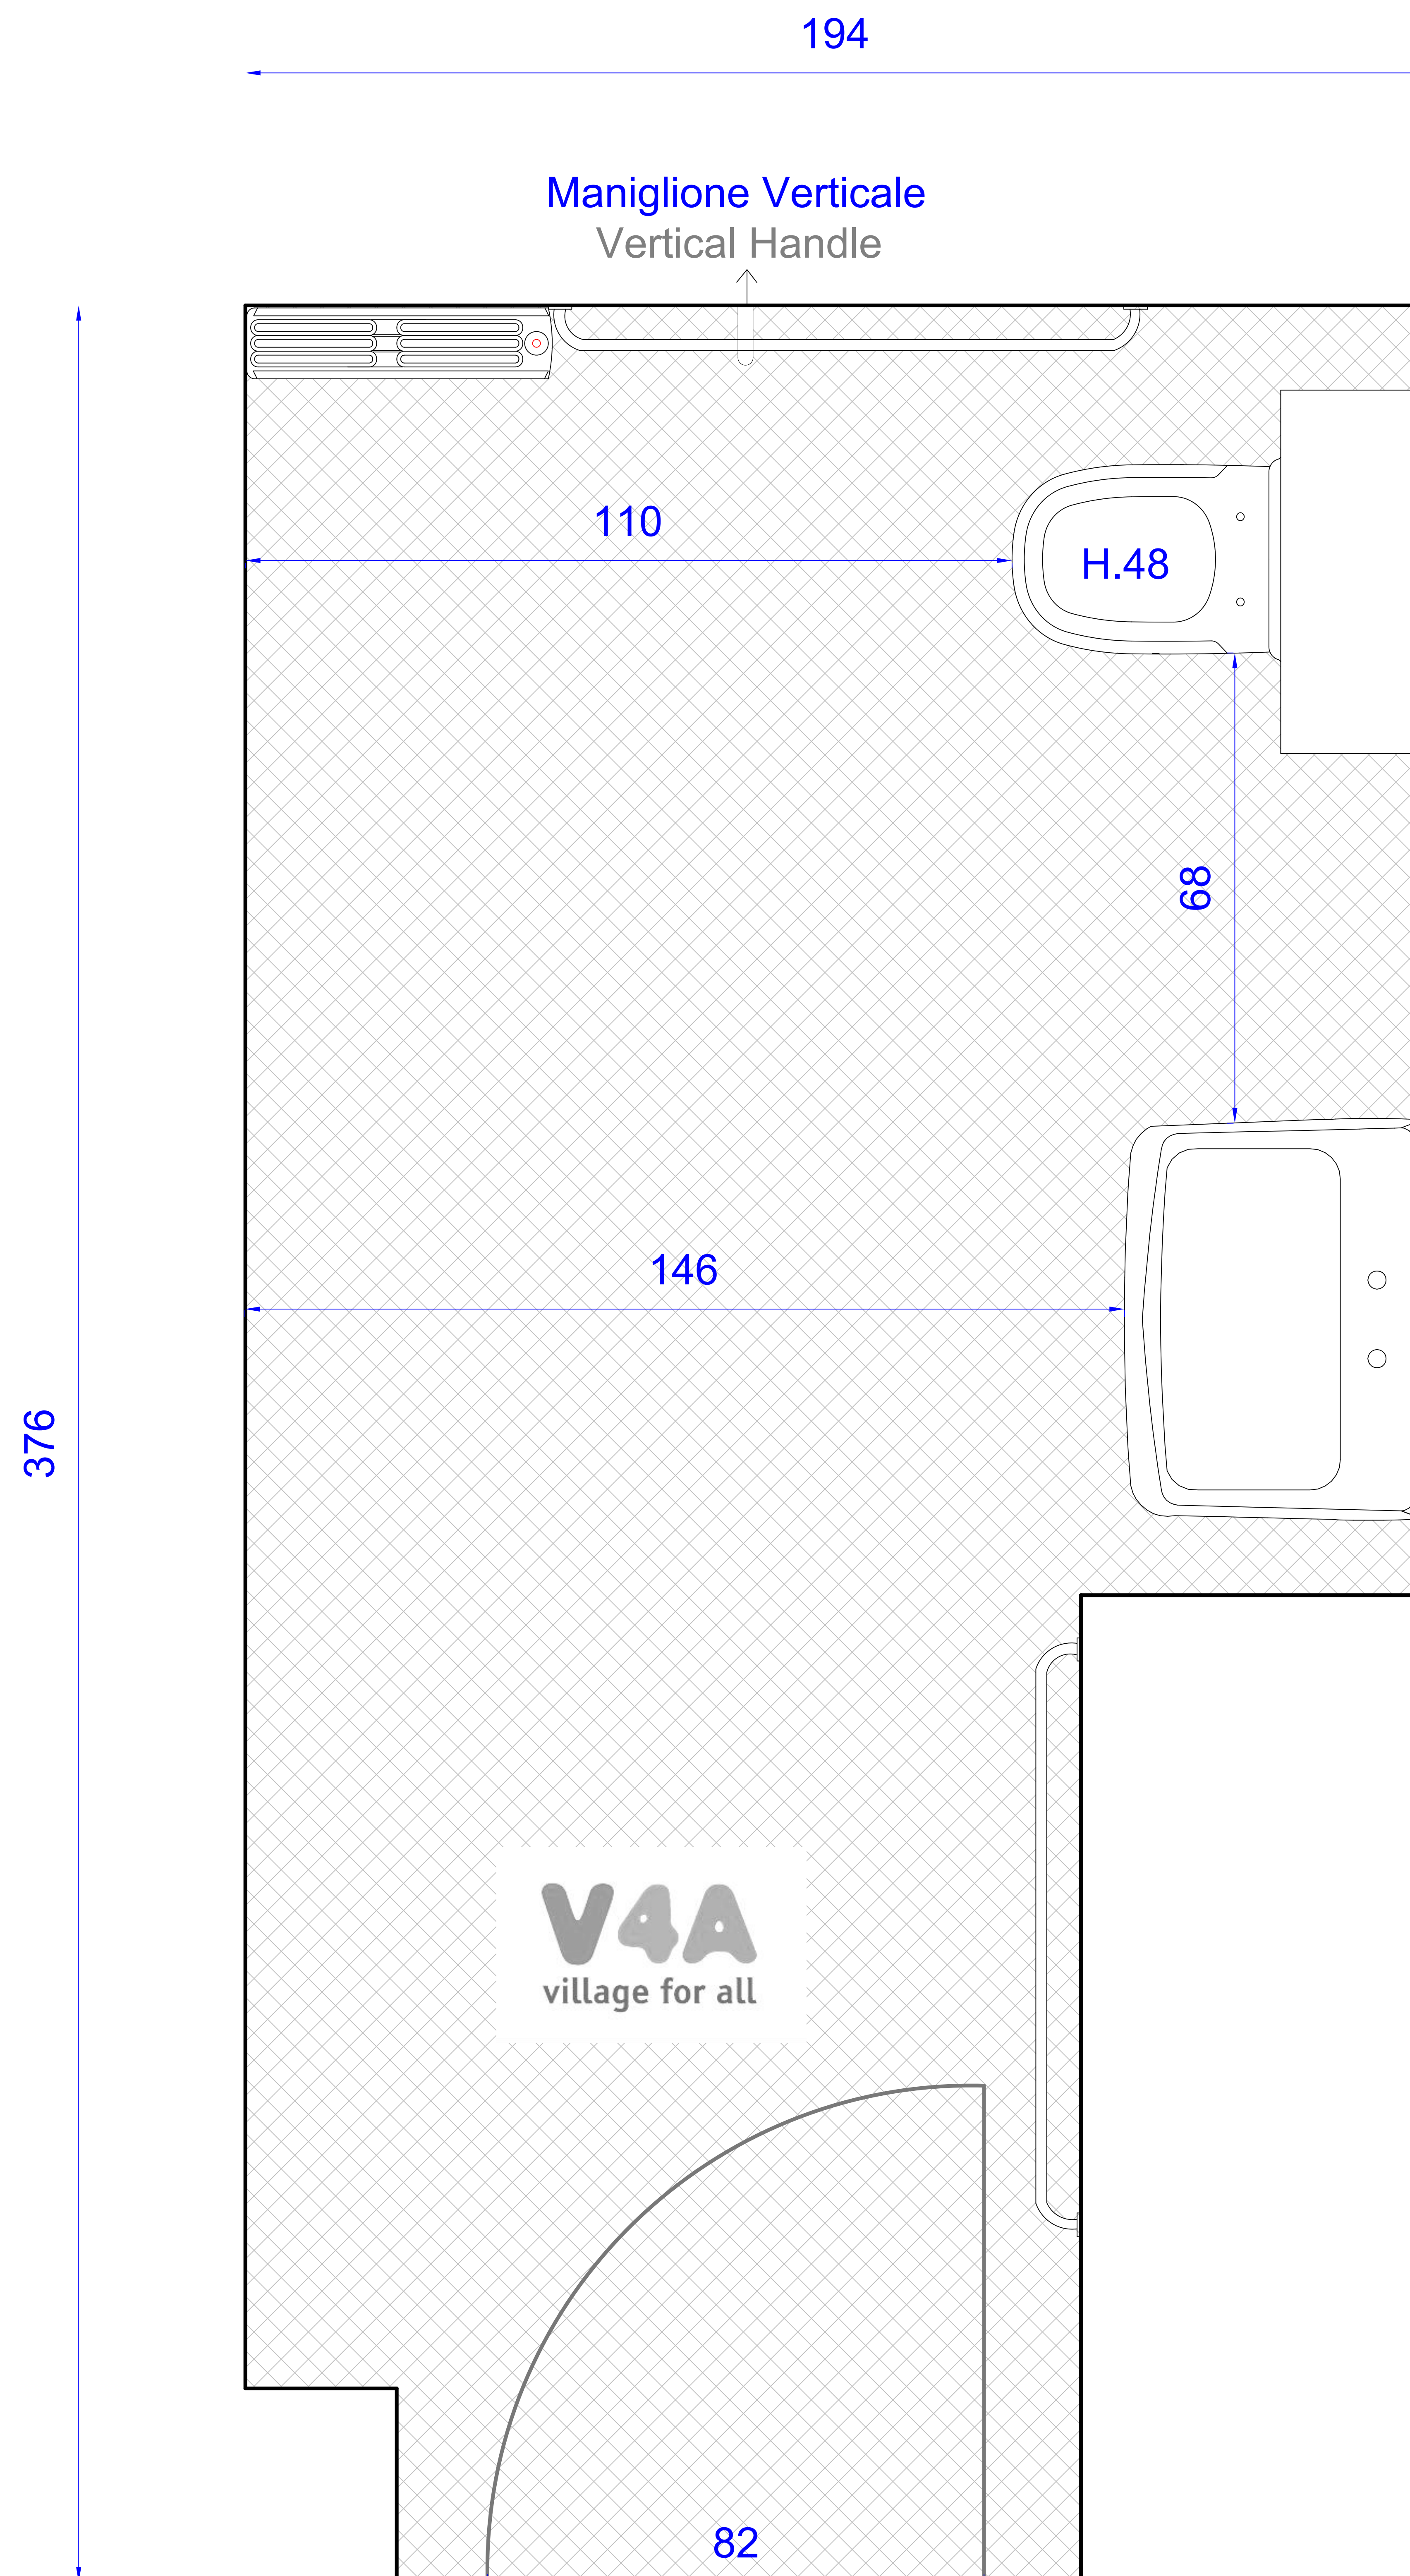 194
Maniglione Verticale
Vertical Handle
110
H.48
68
146
376
V4A
village for all
82